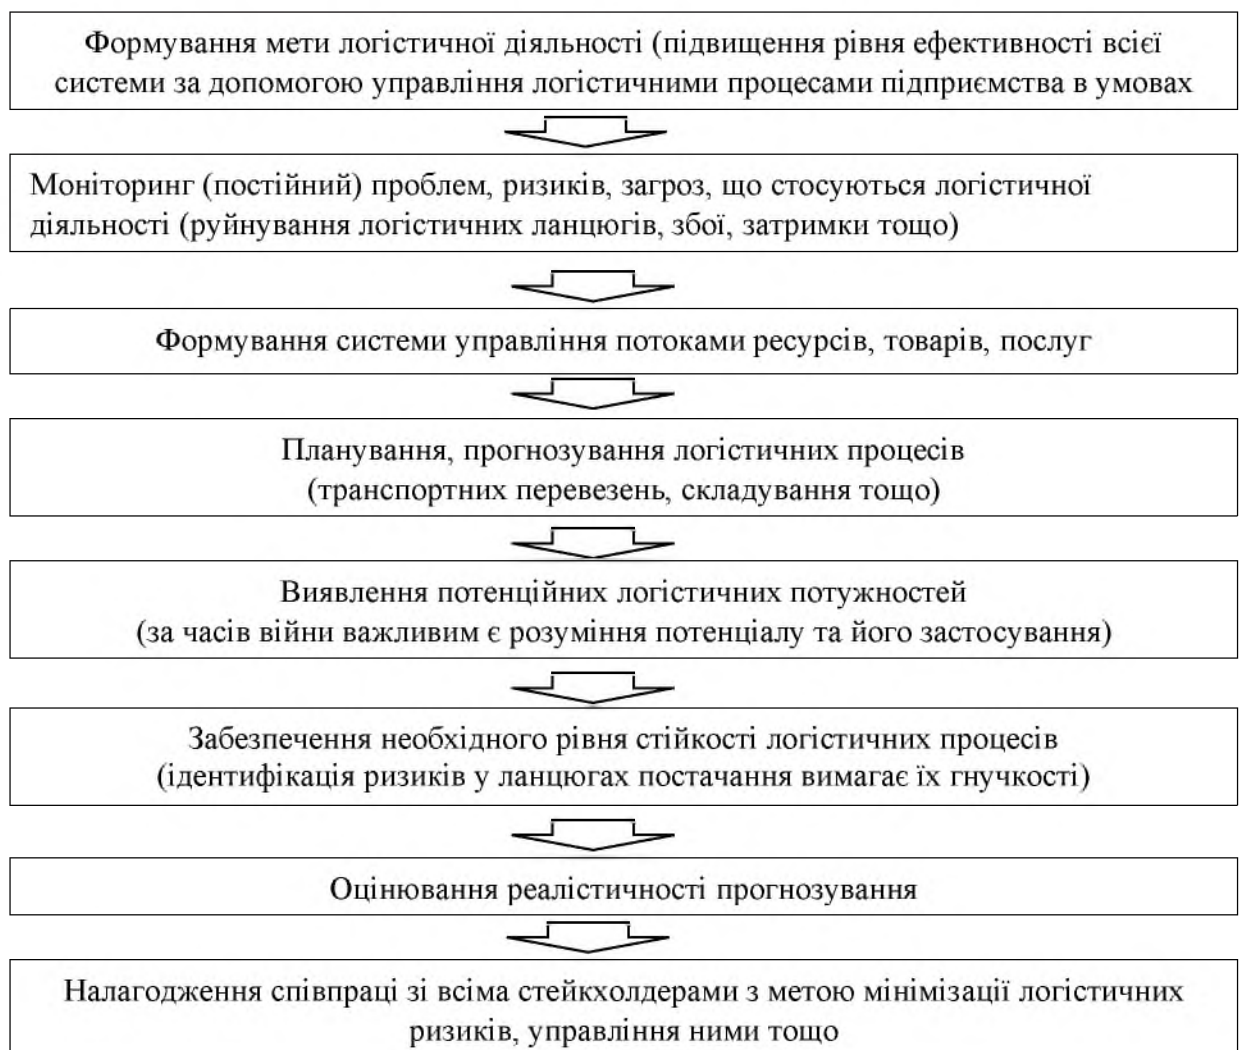 Формування мети логістичної діяльності (підвищення рівня ефективності всієї
системи за допомогою управління логістичними процесами підприємства в умовах
Моніторинг (постійний) проблем, ризиків, загроз, що стосуються логістичної
діяльності (руйнування логістичних ланцюгів, збої, затримки тощо)
Формування системи управління потоками ресурсів, товарів, послуг
Планування, прогнозування логістичних процесів
(транспортних перевезень, складування тощо)
Виявлення потенційних логістичних потужностей
(за часів війни важливим є розуміння потенціалу та його застосування)
Забезпечення необхідного рівня стійкості логістичних процесів
(ідентифікація ризиків у ланцюгах постачання вимагає їх гнучкості)
Оцінювання реалістичності прогнозування
Налагодження співпраці зі всіма стейкхолдерами з метою мінімізації логістичних
ризиків, управління ними тощо